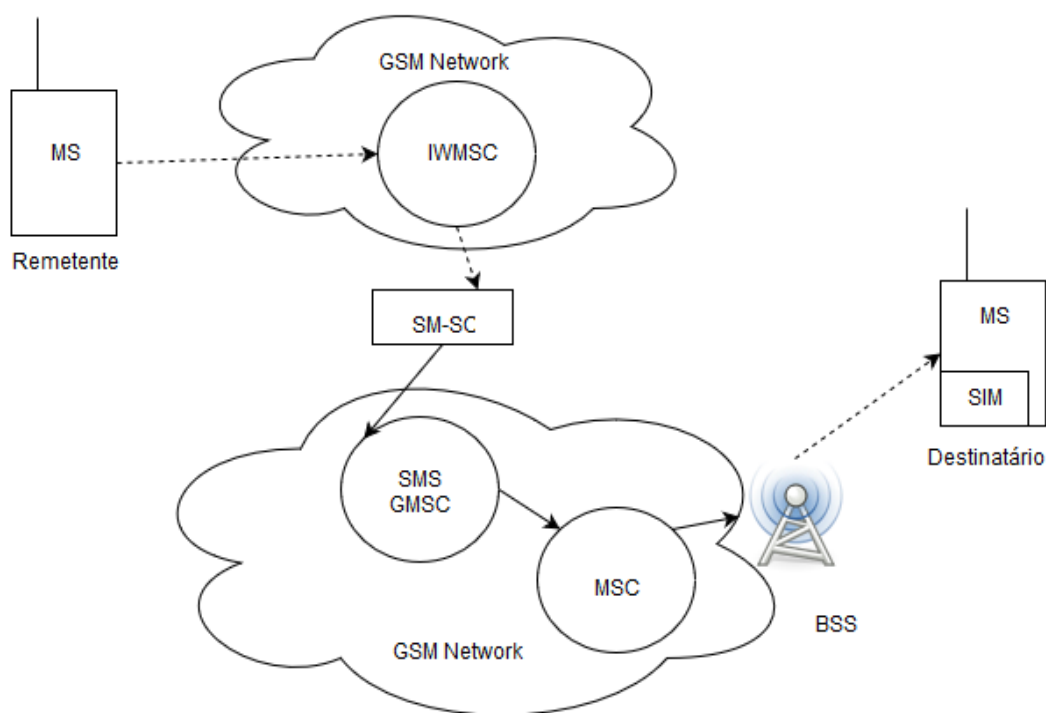 GSM Network
MS
IWMSC
Remetente
SM-SC
MS
SIM
Destinatário
SMS
GMSC
MSC
BSS
GSM Network